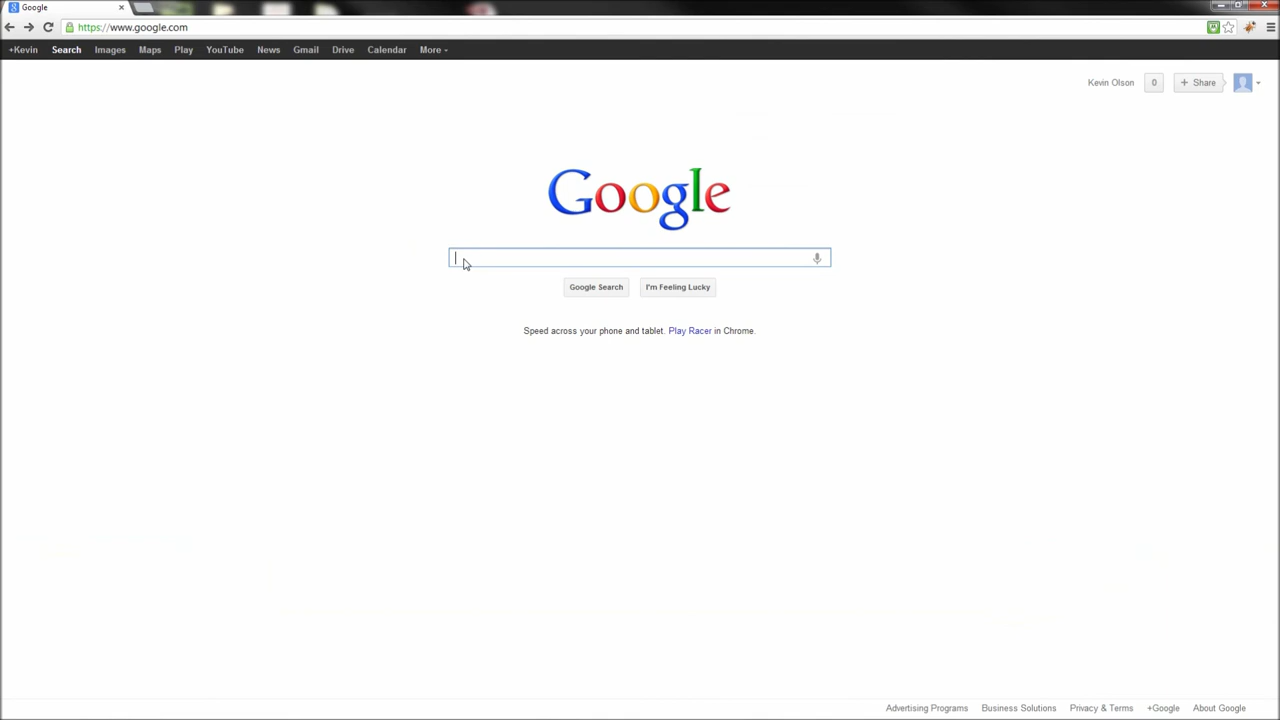 Google
https://www.google.com
+Kevin Search Images Maps Play YouTube News Gmail Drive Calendar More
Kevin Olson 0 + Share
Google
Google Search I'm Feeling Lucky
Speed across your phone and tablet. Play Racer in Chrome.
Advertising Programs Business Solutions Privacy & Terms +Google About Google